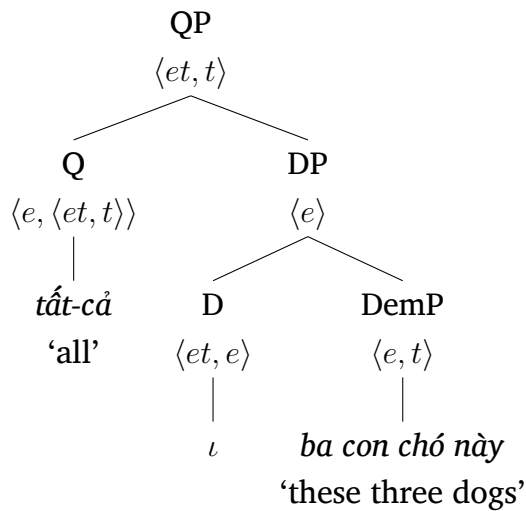 QP
⟨et, t⟩
Q DP
⟨e, ⟨et, t⟩⟩ ⟨e⟩
tất-cả D DemP
‘all’ ⟨et, e⟩ ⟨e, t⟩
ι ba con chó này
‘these three dogs’